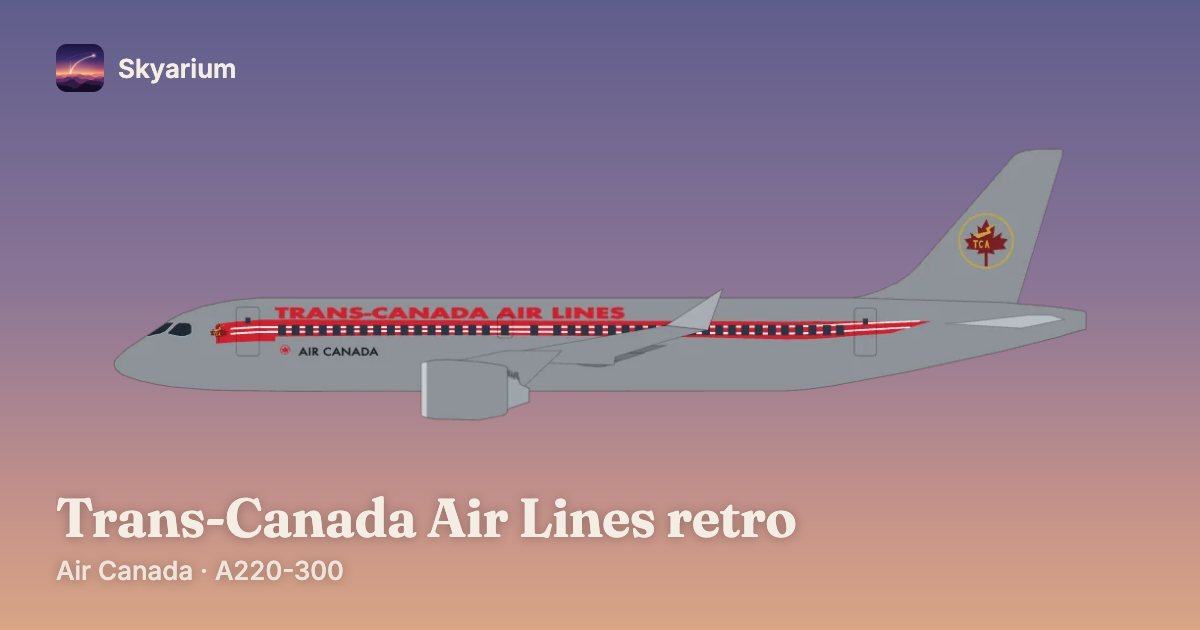 Skyarium
TCA
TRANS-CANADA AIR LINES
AIR CANADA
Trans-Canada Air Lines retro
Air Canada · A220-300